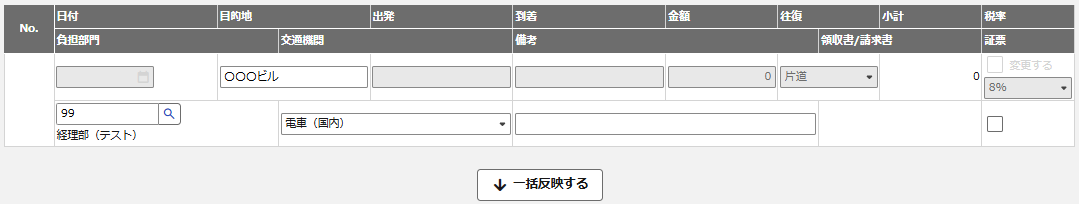 No. 日付 目的地 出発 到着 金額 往復 小計 税率
負担部門 交通機関 備考 領収書/請求書 証票
〇〇〇ビル 0 片道 0 変更する
8%
99 電車（国内）
経理部（テスト）
一括反映する